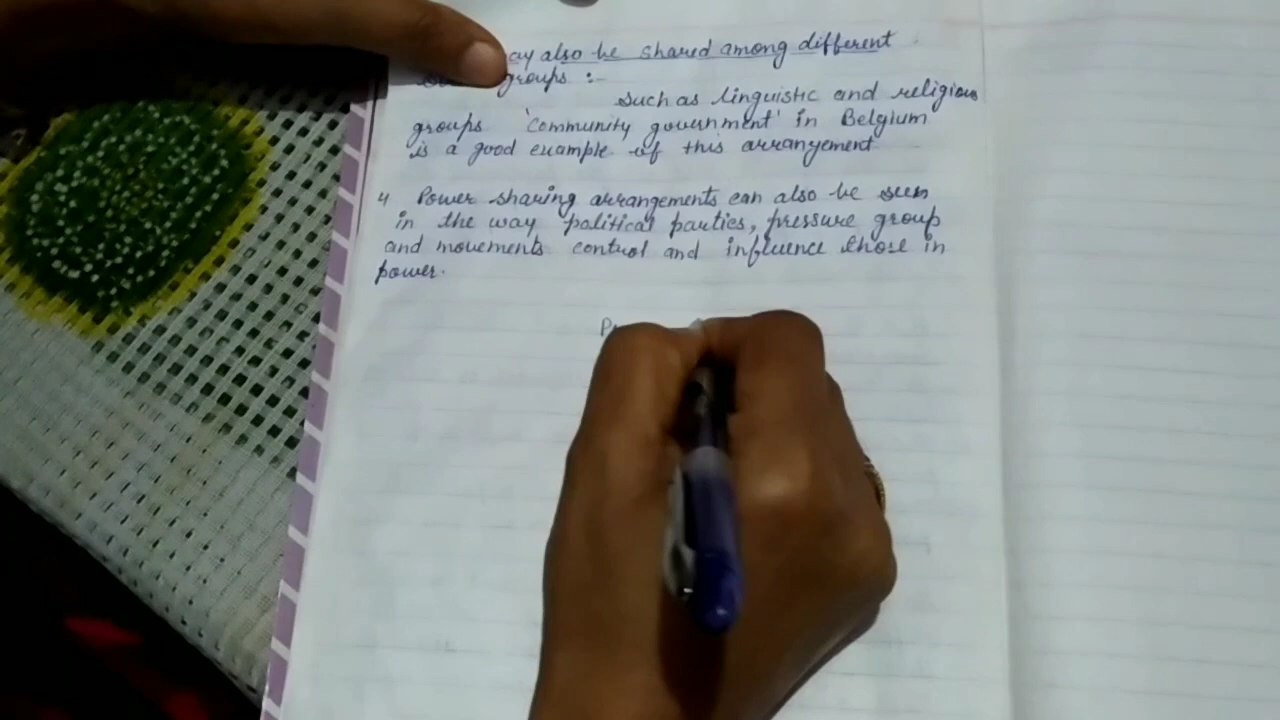 ay also be shared among different
groups :-
such as linguistic and religious
groups 'community government' in Belgium
is a good example of this arrangement
4 Power sharing arrangements can also be seen
in the way political parties, pressure group
and movements control and influence those in
power.